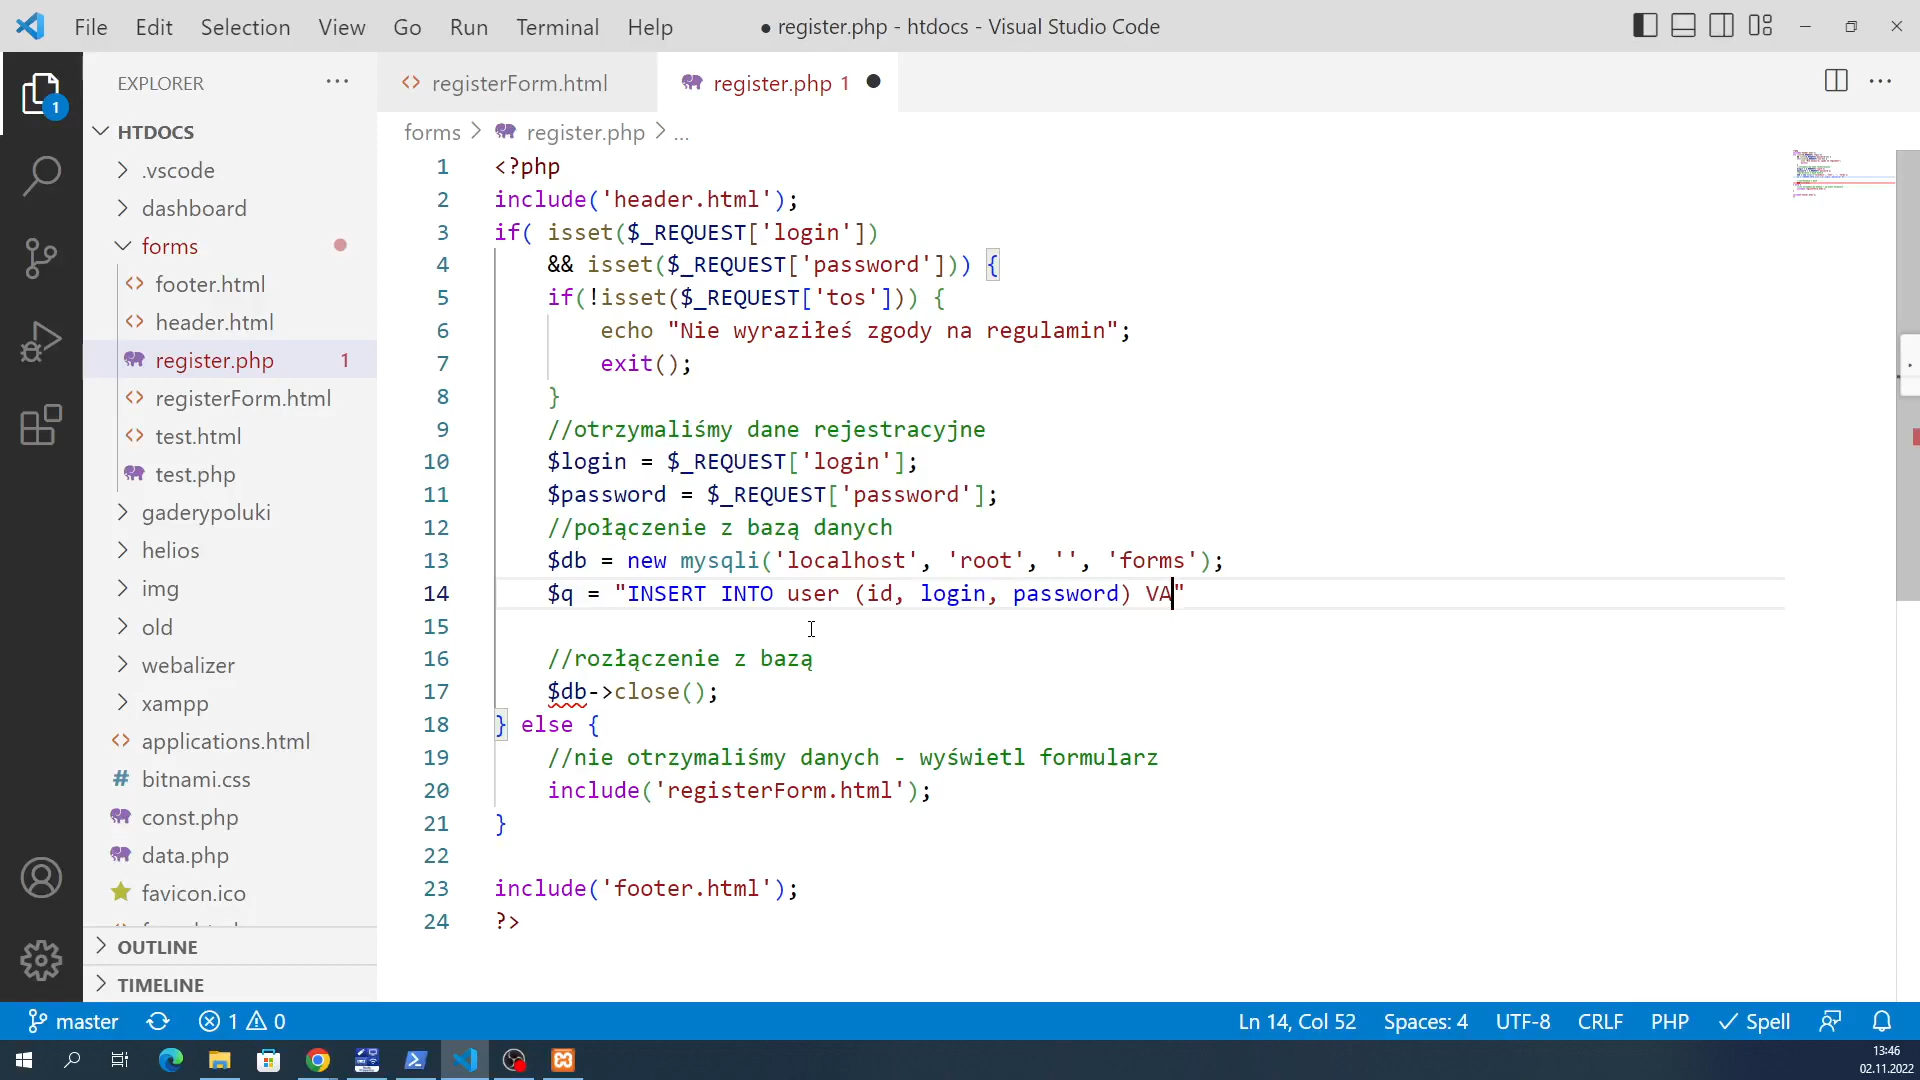 File Edit Selection View Go Run Terminal Help
● register.php - htdocs - Visual Studio Code
EXPLORER
registerForm.html
register.php 1
forms > register.php > ...
1
HTDOCS
.vscode
dashboard
forms
footer.html
header.html
register.php 1
registerForm.html
test.html
test.php
gaderypoluki
helios
img
old
webalizer
xampp
applications.html
bitnami.css
const.php
data.php
favicon.ico
OUTLINE
TIMELINE
1 <?php
2 include('header.html');
3 if( isset($_REQUEST['login'])
4 && isset($_REQUEST['password'])) {
5 if(!isset($_REQUEST['tos'])) {
6 echo "Nie wyraziłeś zgody na regulamin";
7 exit();
8 }
9 //otrzymaliśmy dane rejestracyjne
10 $login = $_REQUEST['login'];
11 $password = $_REQUEST['password'];
12 //połączenie z bazą danych
13 $db = new mysqli('localhost', 'root', '', 'forms');
14 $q = "INSERT INTO user (id, login, password) VA"
15
16 //rozłączenie z bazą
17 $db->close();
18 } else {
19 //nie otrzymaliśmy danych - wyświetl formularz
20 include('registerForm.html');
21 }
22
23 include('footer.html');
24 ?>
master 1 0
Ln 14, Col 52 Spaces: 4 UTF-8 CRLF PHP Spell
13:46
02.11.2022